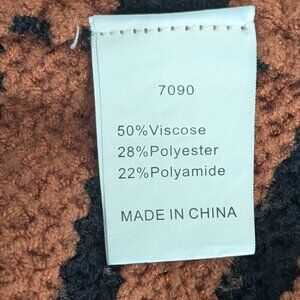 7090
50%Viscose
28%Polyester
22%Polyamide
MADE IN CHINA